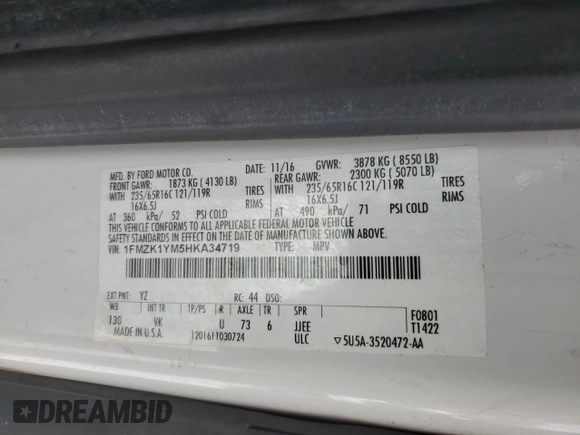 MFD. BY FORD MOTOR CO. 11/16 GVWR: 3878 KG ( 8550 LB)
FRONT GAWR: 1873 KG ( 4130 LB) REAR GAWR: 2300 KG ( 5070 LB)
WITH 235/65R16C 121/119R TIRES WITH 235/65R16C 121/119R TIRES
16X6.5J RIMS 16X6.5J RIMS
AT 360 kPa/ 52 PSI COLD AT 490 kPa/ 71 PSI COLD
THIS VEHICLE CONFORMS TO ALL APPLICABLE FEDERAL MOTOR VEHICLE
SAFETY STANDARD IN EFFECT ON THE DATE OF MANUFACTURE SHOWN ABOVE.
VIN: 1FMZK1YM5HKA34719 TYPE: MPV
EXT PNT: YZ RC: 44 DSO:
WB INT TR TP/PS R AXLE TR SPR F0801
130 VK U 73 6 JJEE T1422
MADE IN U.S.A. 1201611030724 ULC 5U5A-3520472-AA
DREAMBID